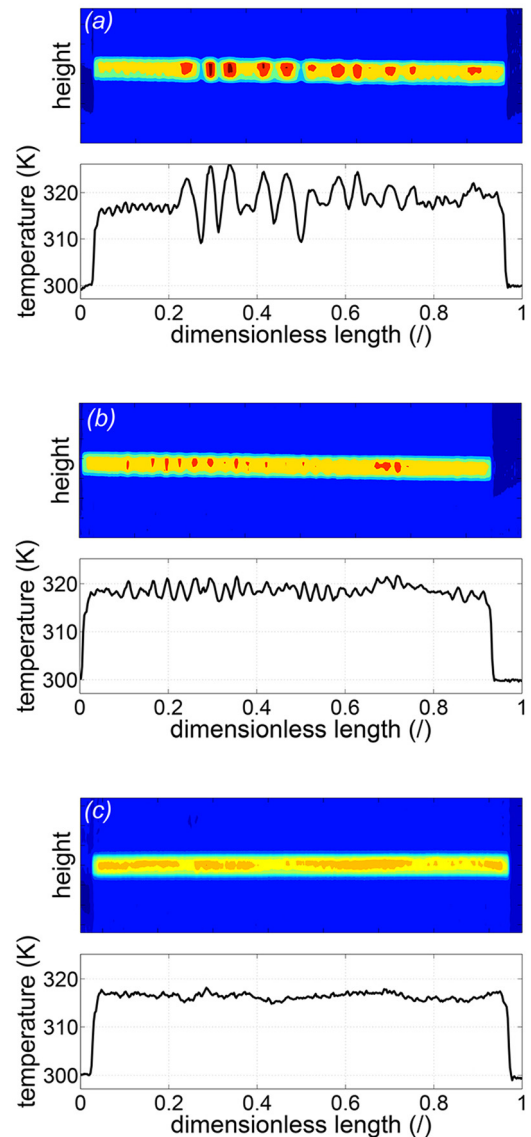 (a)
height
temperature (K)
320
310
300
0 0.2 0.4 0.6 0.8 1
dimensionless length (/)
(b)
height
temperature (K)
320
310
300
0 0.2 0.4 0.6 0.8 1
dimensionless length (/)
(c)
height
temperature (K)
320
310
300
0 0.2 0.4 0.6 0.8 1
dimensionless length (/)